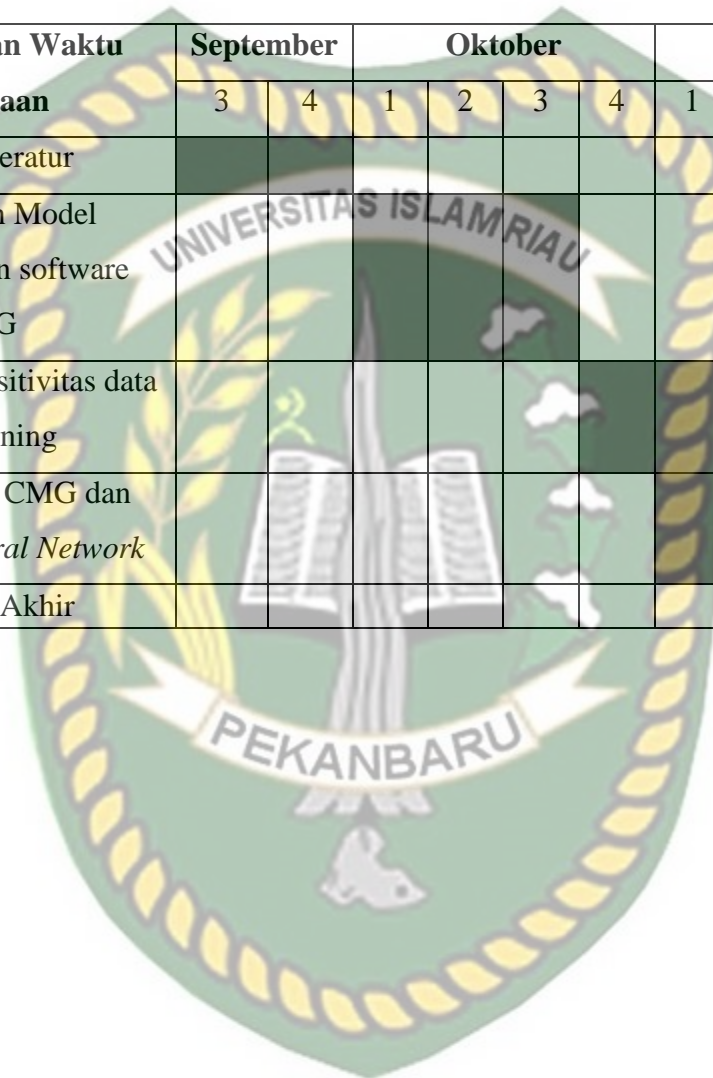 an Waktu September Oktober
aan 3 4 1 2 3 4 1
eratur
n Model
n software
G
sitivitas data
ning
CMG dan
ral Network
Akhir
UNIVERSITAS ISLAM RIAU
PEKANBARU